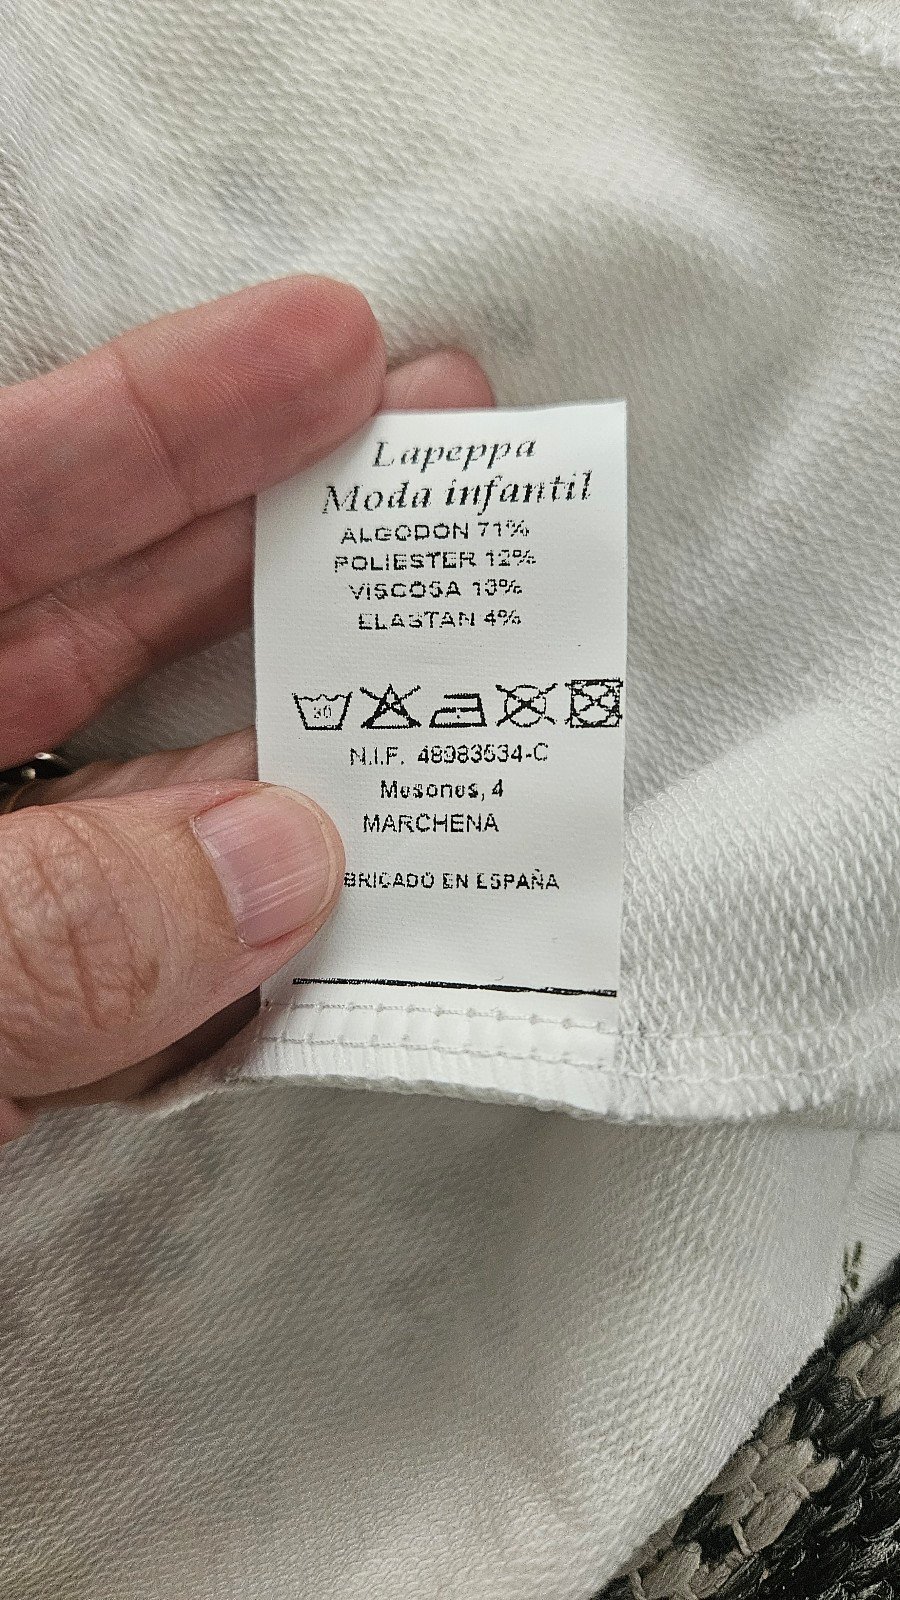 Lapeppa
Moda infantil
ALGODON 71%
POLIESTER 12%
VISCOSA 13%
ELASTAN 4%
30
N.I.F. 48983534-C
Mesones, 4
MARCHENA
BRICADO EN ESPAÑA